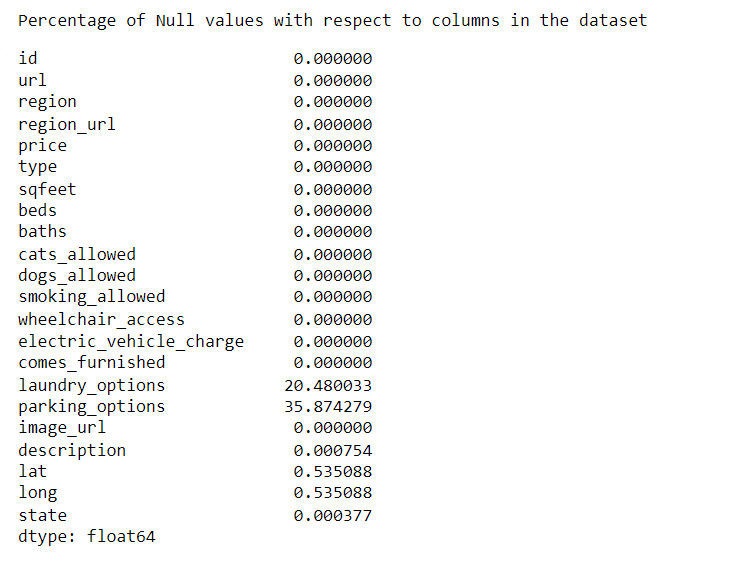 Percentage of Null values with respect to columns in the dataset
id 0.000000
url 0.000000
region 0.000000
region_url 0.000000
price 0.000000
type 0.000000
sqfeet 0.000000
beds 0.000000
baths 0.000000
cats_allowed 0.000000
dogs_allowed 0.000000
smoking_allowed 0.000000
wheelchair_access 0.000000
electric_vehicle_charge 0.000000
comes_furnished 0.000000
laundry_options 20.480033
parking_options 35.874279
image_url 0.000000
description 0.000754
lat 0.535088
long 0.535088
state 0.000377
dtype: float64